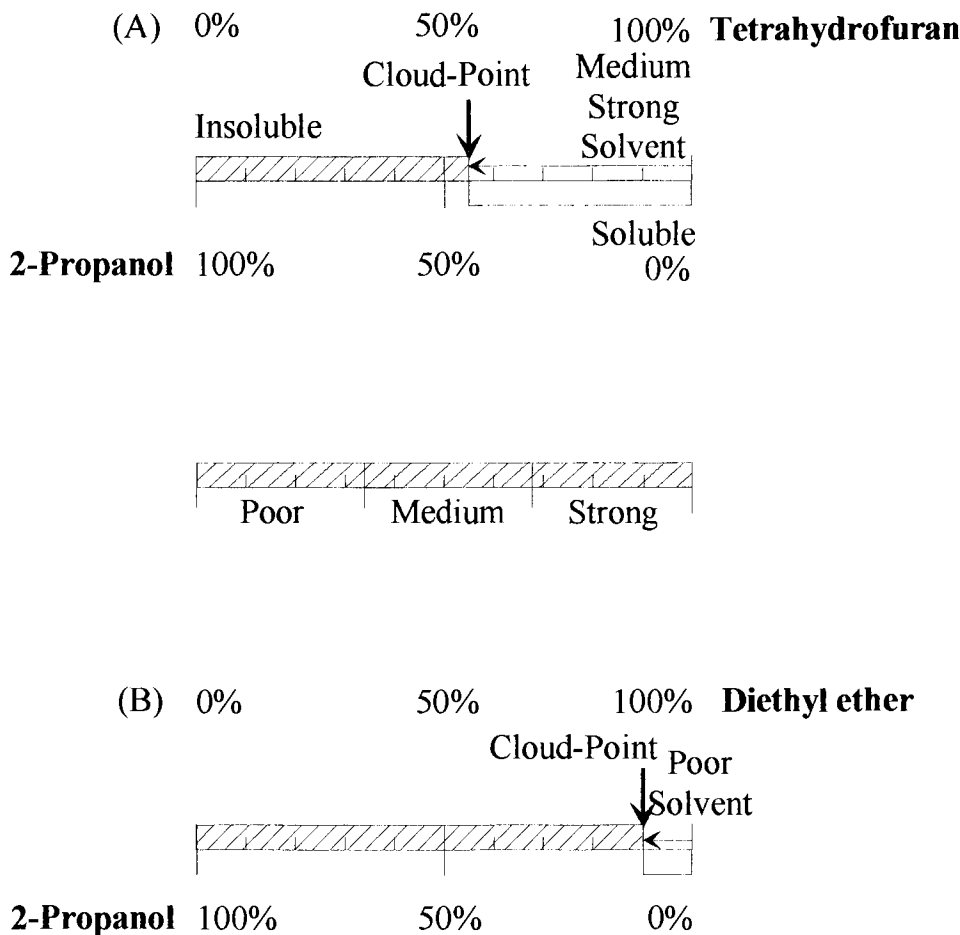 (A) 0% 50% 100% Tetrahydrofuran
Cloud-Point Medium
Strong
Insoluble Solvent
Soluble
2-Propanol 100% 50% 0%
Poor Medium Strong
(B) 0% 50% 100% Diethyl ether
Cloud-Point Poor
Solvent
2-Propanol 100% 50% 0%